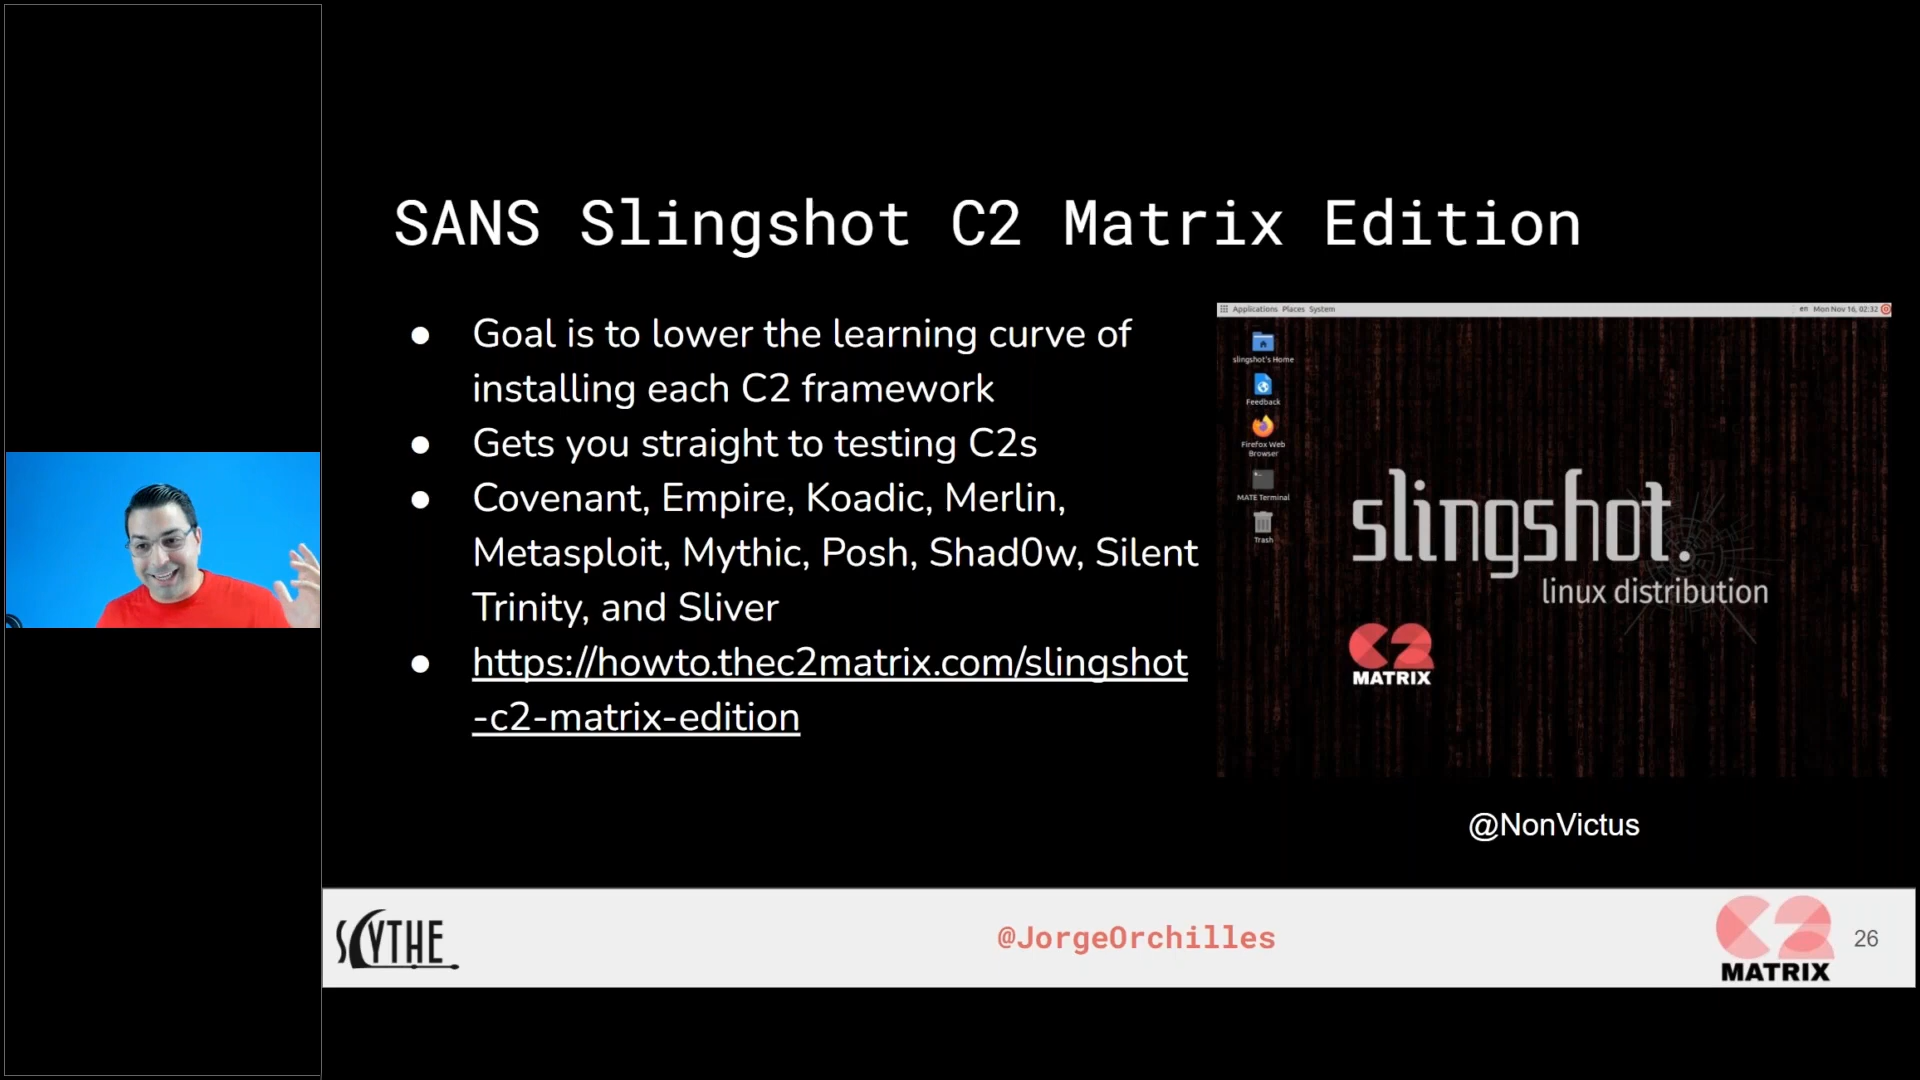 SANS Slingshot C2 Matrix Edition
● Goal is to lower the learning curve of
installing each C2 framework
● Gets you straight to testing C2s
● Covenant, Empire, Koadic, Merlin,
Metasploit, Mythic, Posh, Shad0w, Silent
Trinity, and Sliver
● https://howto.thec2matrix.com/slingshot
-c2-matrix-edition
Applications Places System
en Mon Nov 16, 02:32
slingshot's Home
Feedback
Firefox Web
Browser
MATE Terminal
Trash
slingshot.
linux distribution
C2
MATRIX
@NonVictus
SCYTHE
@JorgeOrchilles
C2
MATRIX
26